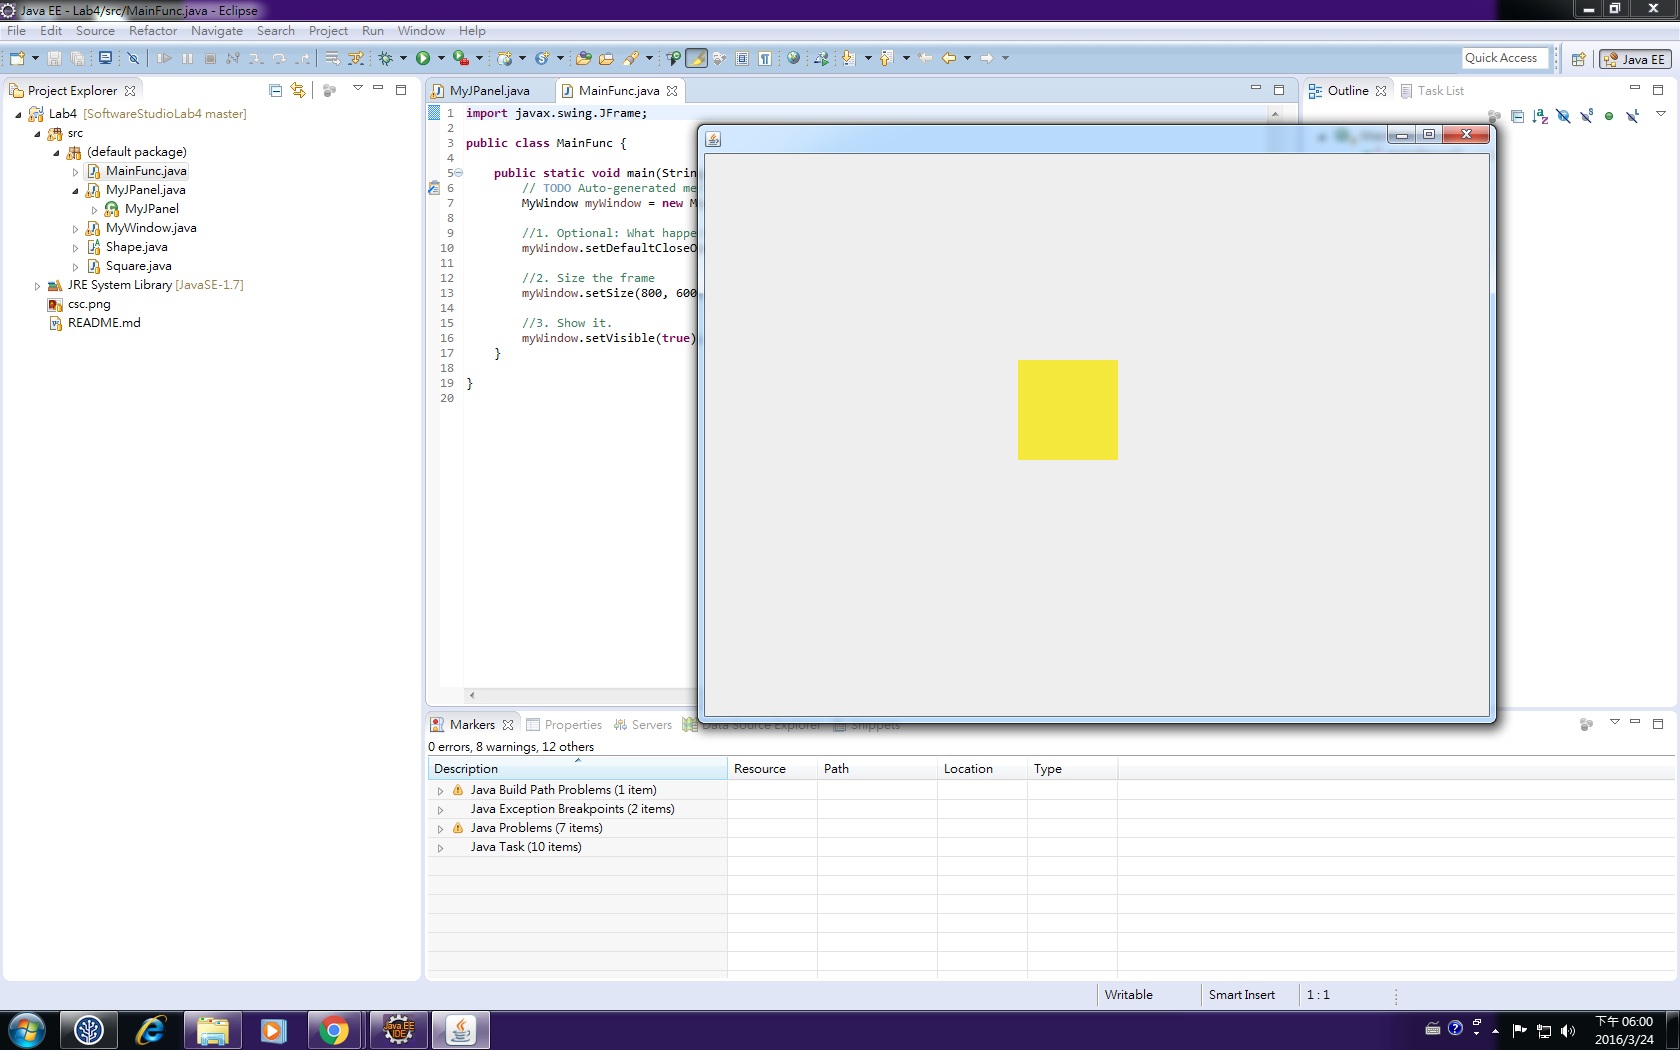 Java EE - Lab4/src/MainFunc.java - Eclipse
File Edit Source Refactor Navigate Search Project Run Window Help
Quick Access
Java EE
Project Explorer
Lab4 [SoftwareStudioLab4 master]
src
(default package)
MainFunc.java
MyJPanel.java
MyJPanel
MyWindow.java
Shape.java
Square.java
JRE System Library [JavaSE-1.7]
csc.png
README.md
MyJPanel.java
MainFunc.java
1 import javax.swing.JFrame;
2
3 public class MainFunc {
4
5 public static void main(Strin
6 // TODO Auto-generated me
7 MyWindow myWindow = new M
8
9 //1. Optional: What happe
10 myWindow.setDefaultCloseO
11
12 //2. Size the frame
13 myWindow.setSize(800, 600
14
15 //3. Show it.
16 myWindow.setVisible(true)
17 }
18
19 }
20
Outline
Task List
Markers
Properties
Servers
Data Source Explorer
Snippets
0 errors, 8 warnings, 12 others
Description Resource Path Location Type
Java Build Path Problems (1 item)
Java Exception Breakpoints (2 items)
Java Problems (7 items)
Java Task (10 items)
Writable
Smart Insert
1 : 1
Java EE
IDE
下午 06:00
2016/3/24